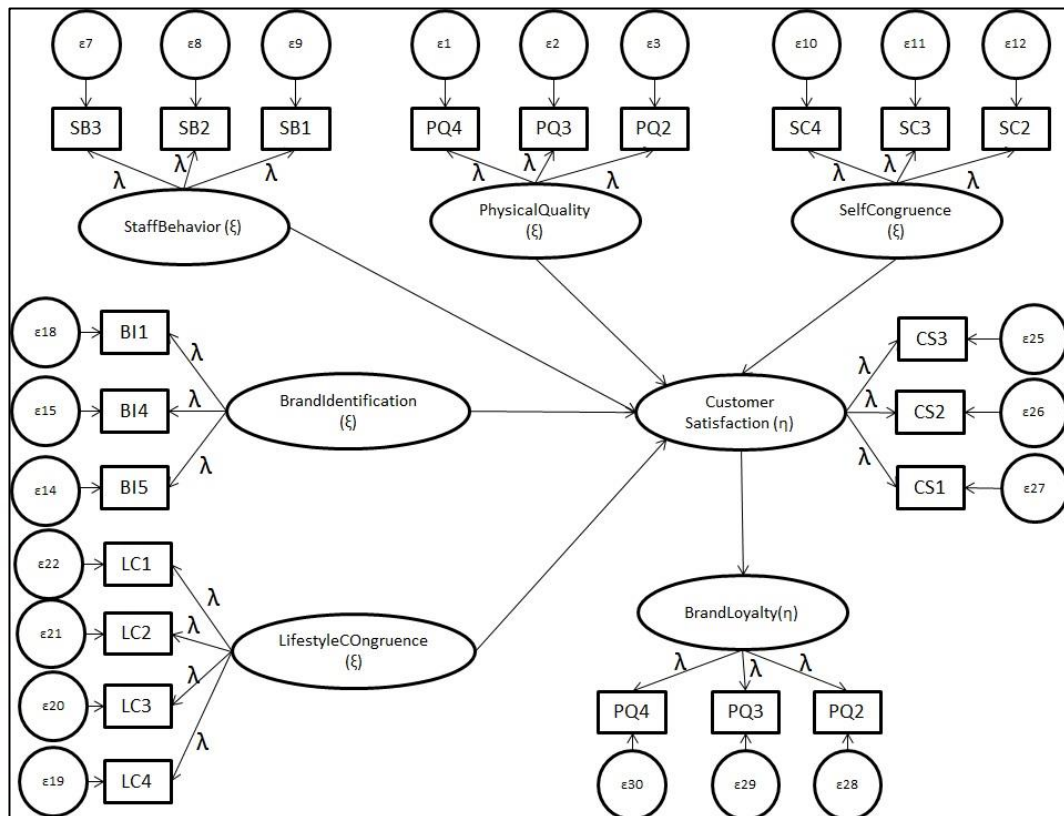 ε7
ε8
ε9
ε1
ε2
ε3
ε10
ε11
ε12
SB3
SB2
SB1
PQ4
PQ3
PQ2
SC4
SC3
SC2
λ
λ
λ
λ
λ
λ
λ
λ
λ
StaffBehavior (ξ)
PhysicalQuality
(ξ)
SelfCongruence
(ξ)
ε18
BI1
λ
ε15
BI4
λ
ε14
BI5
λ
BrandIdentification
(ξ)
Customer
Satisfaction (η)
λ
CS3
ε25
λ
CS2
ε26
λ
CS1
ε27
ε22
LC1
λ
ε21
LC2
λ
ε20
LC3
λ
ε19
LC4
λ
LifestyleCOngruence
(ξ)
BrandLoyalty(η)
λ
λ
λ
PQ4
PQ3
PQ2
ε30
ε29
ε28